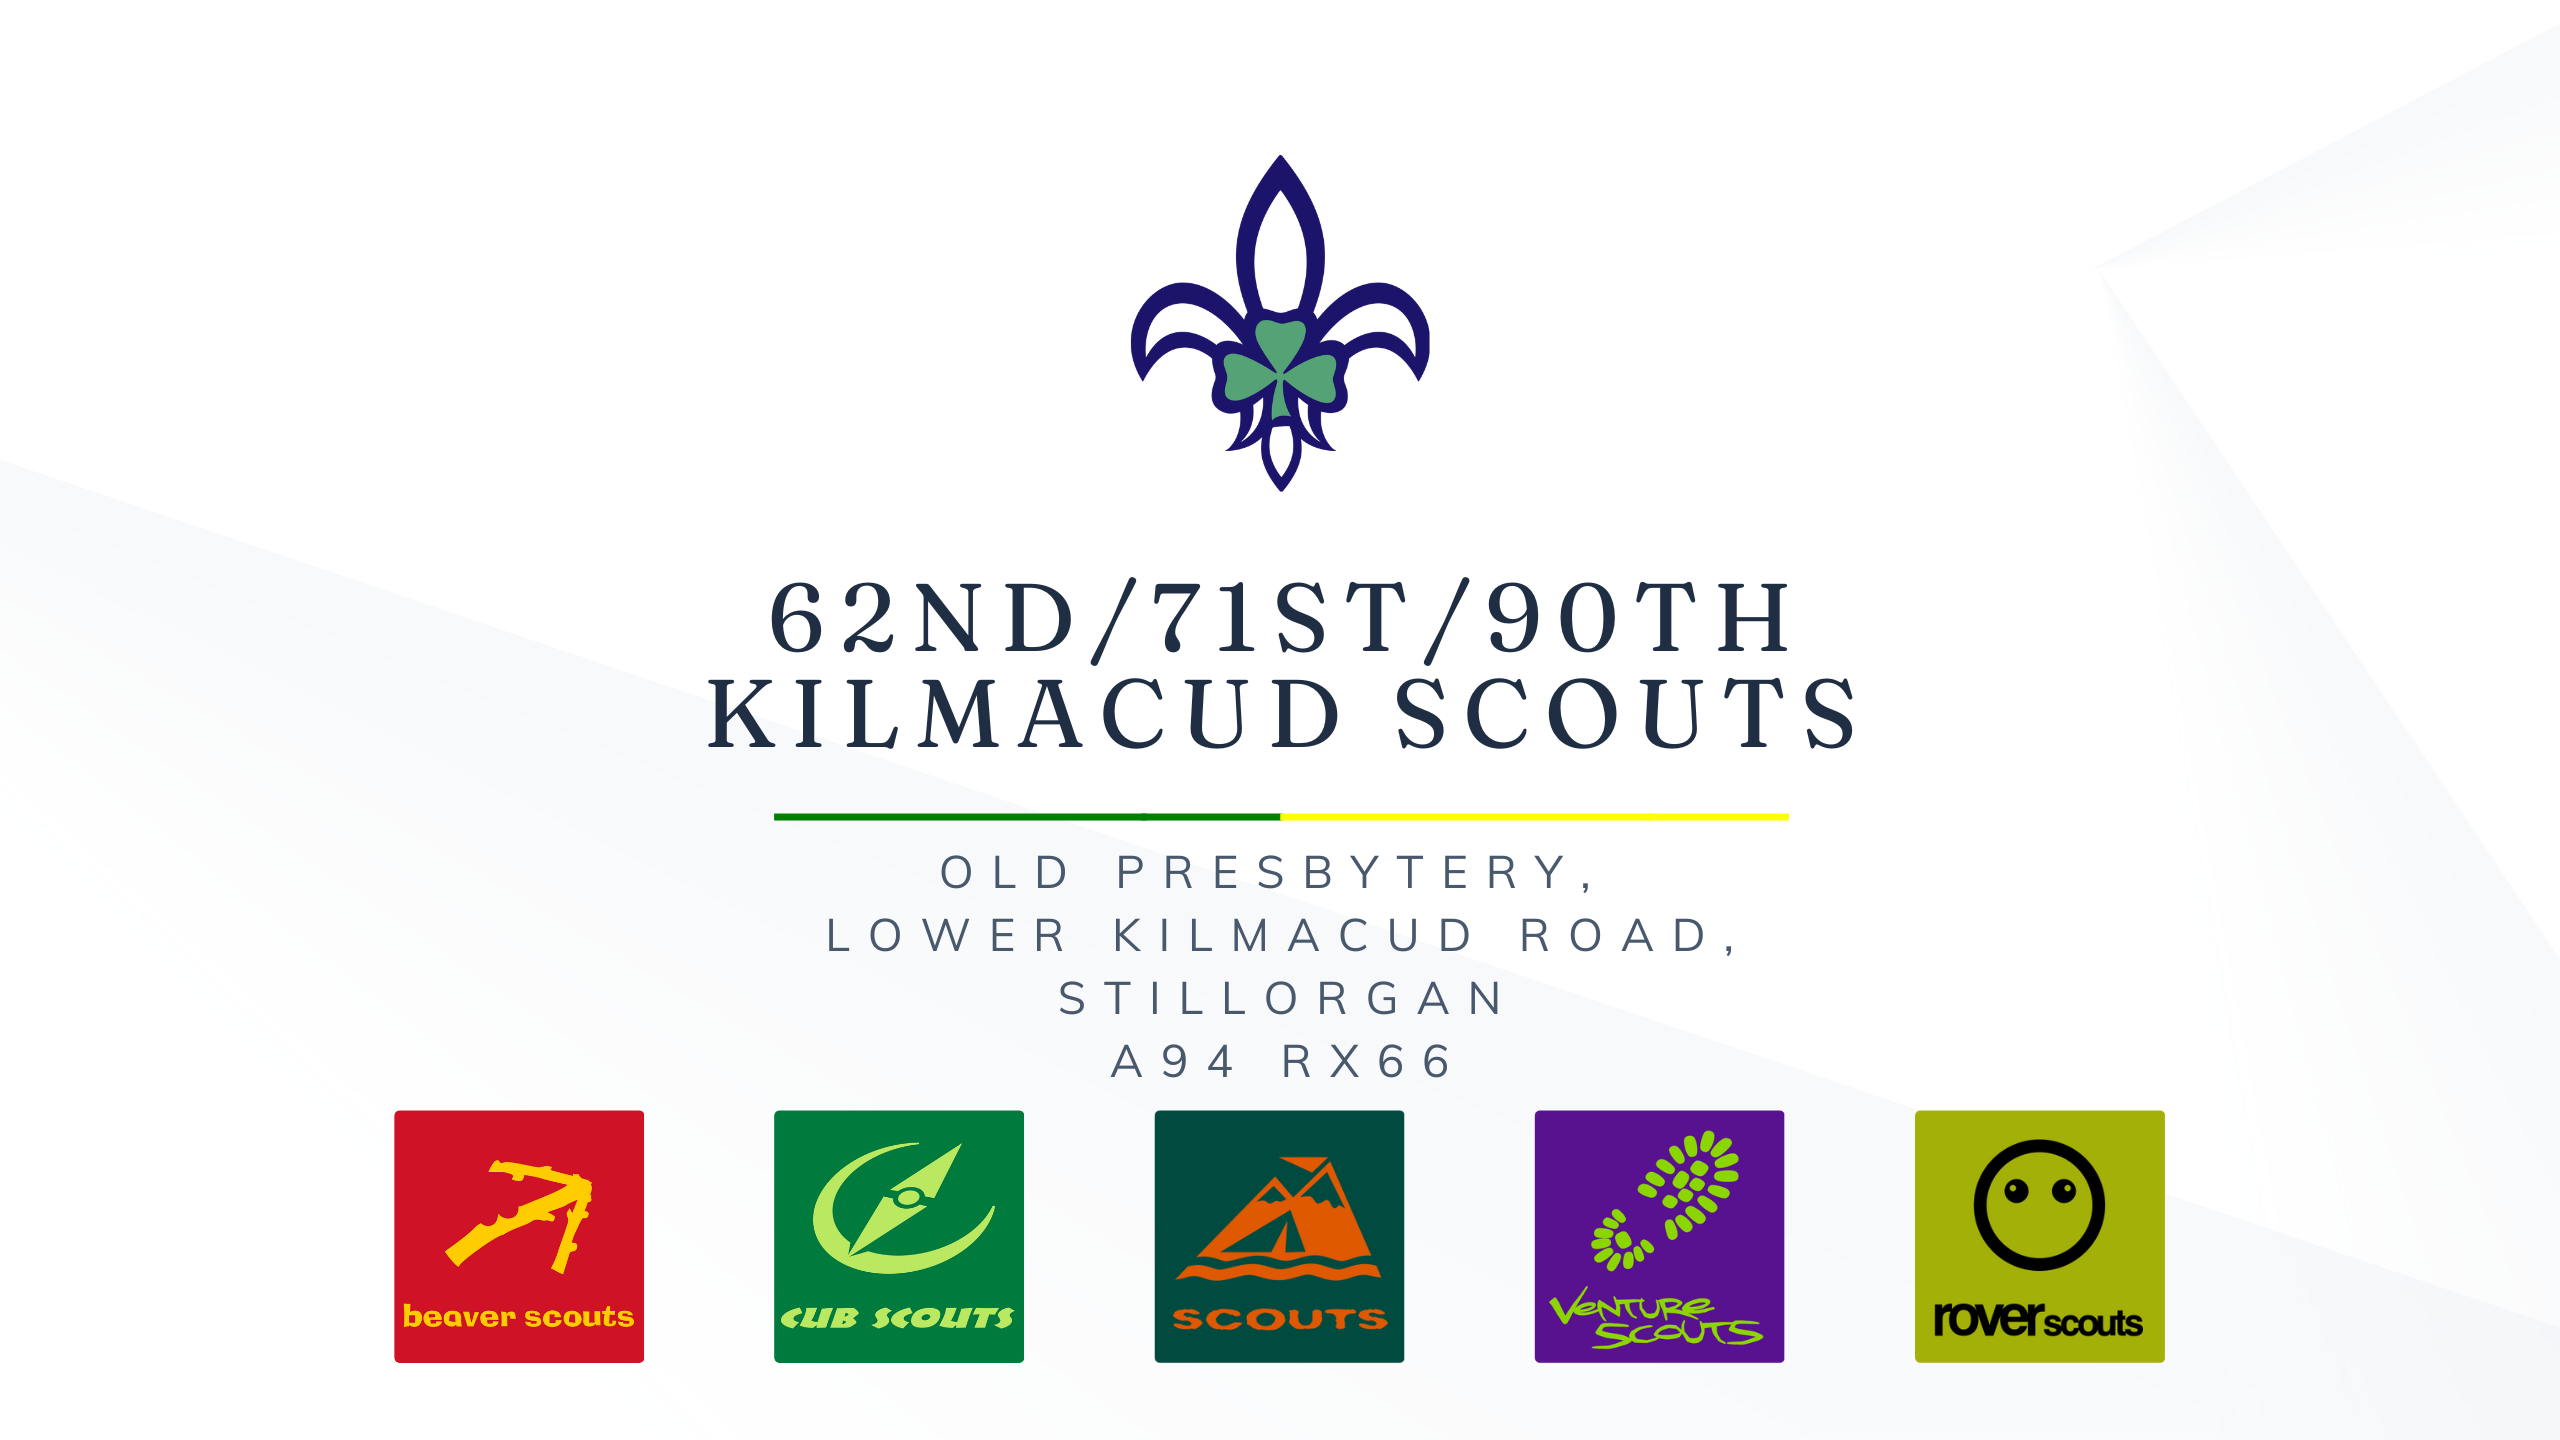 62ND/71ST/90TH
KILMACUD SCOUTS
OLD PRESBYTERY,
LOWER KILMACUD ROAD,
STILLORGAN
A94 RX66
beaver scouts
CUB SCOUTS
SCOUTS
VeNTURe
SCOUTS
roverscouts